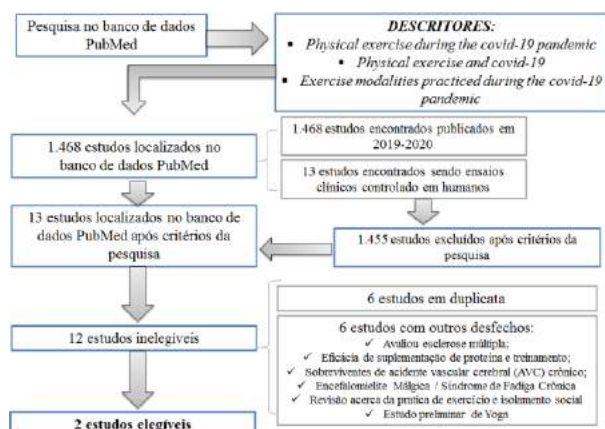 Pesquisa no banco de dados
PubMed
DESCRITORES:
▪ Physical exercise during the covid-19 pandemic
▪ Physical exercise and covid-19
▪ Exercise modalities practiced during the covid-19
pandemic
1.468 estudos localizados no
banco de dados PubMed
1.468 estudos encontrados publicados em
2019-2020
13 estudos encontrados sendo ensaios
clínicos controlado em humanos
13 estudos localizados no banco de
dados PubMed após critérios da
pesquisa
1.455 estudos excluídos após critérios da
pesquisa
12 estudos inelegíveis
6 estudos em duplicata
6 estudos com outros desfechos:
✓ Avaliou esclerose múltipla;
✓ Eficácia de suplementação de proteína e treinamento;
✓ Sobreviventes de acidente vascular cerebral (AVC) crônico;
✓ Encefalomielite Málgica / Síndrome de Fadiga Crônica
✓ Revisão acerca da pratica de exercício e isolamento social
✓ Estudo preliminar de Yoga
2 estudos elegíveis